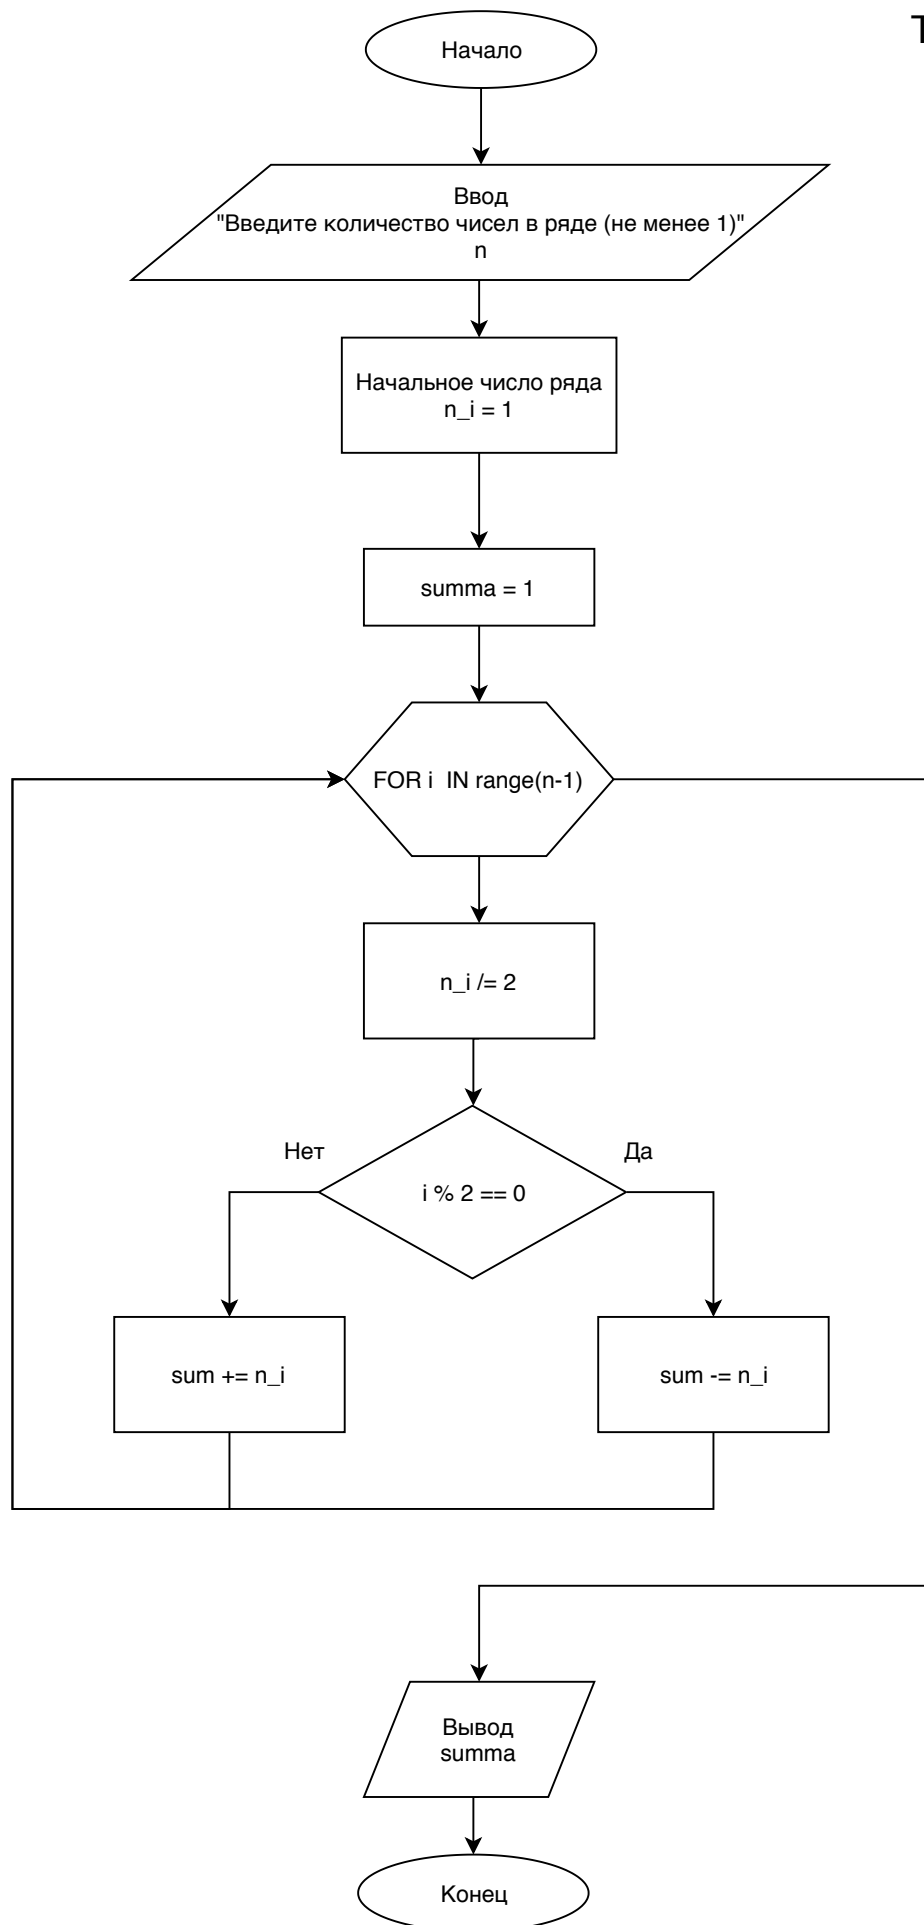 Начало
Ввод
"Введите количество чисел в ряде (не менее 1)"
n
Начальное число ряда
n_i = 1
summa = 1
FOR i  IN range(n-1)
n_i /= 2
Нет
Да
i % 2 == 0
sum += n_i
sum -= n_i
Вывод
summa
Конец